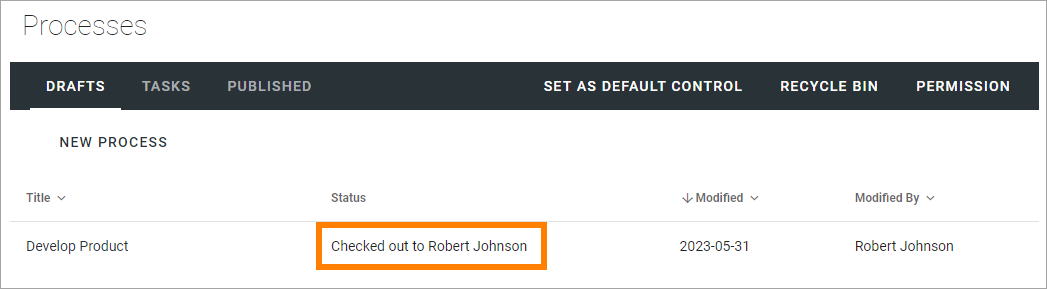 Processes
DRAFTS TASKS PUBLISHED SET AS DEFAULT CONTROL RECYCLE BIN PERMISSION
NEW PROCESS
Title Status Modified Modified By
Develop Product Checked out to Robert Johnson 2023-05-31 Robert Johnson